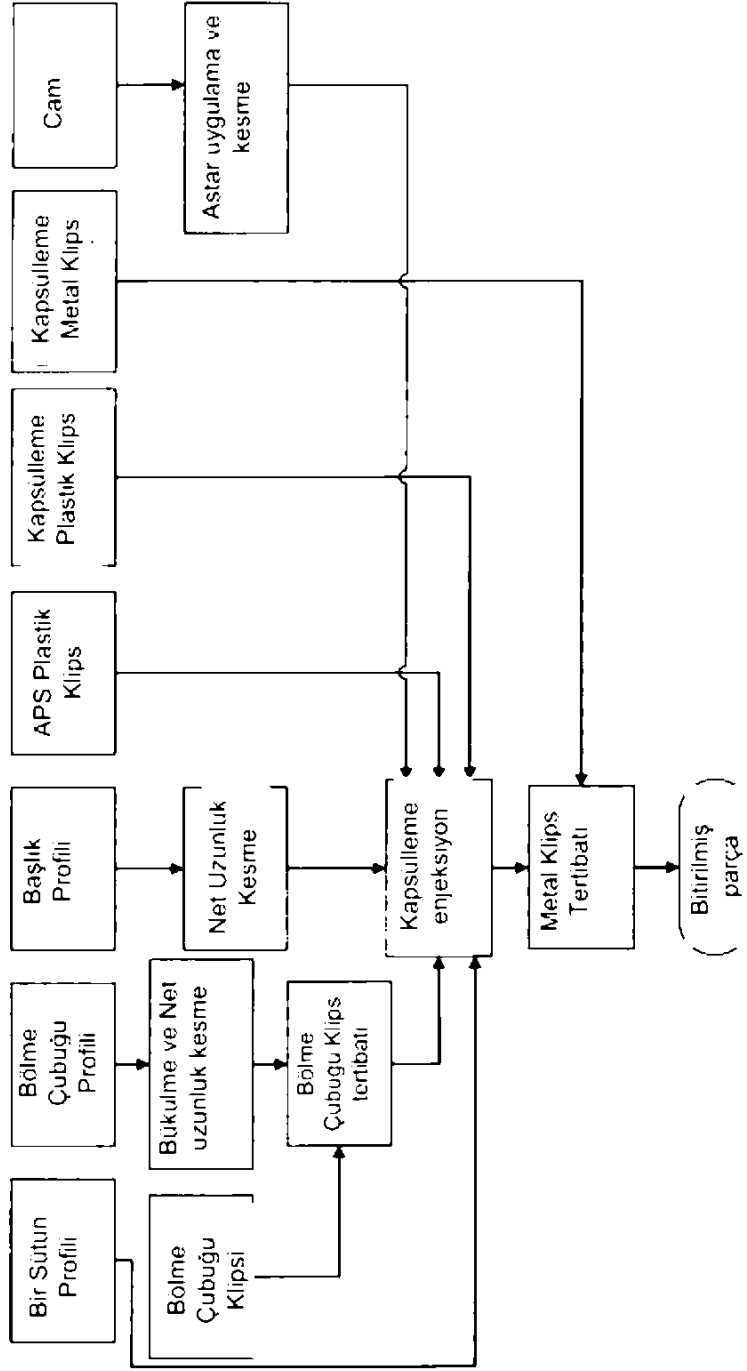 Bir Sütun
Profili
Bölme
Çubuğu
Profili
Başlık
Profili
APS Plastik
Klips
Kapsülleme
Plastik Klips
Kapsülleme
Metal Klips
Cam
Bölme
Çubuğu
Klipsi
Bükülme ve Net
uzunluk kesme
Net Uzunluk
Kesme
Astar uygulama ve
kesme
Bölme
Çubuğu Klips
tertibatı
Kapsülleme
enjeksiyon
Metal Klips
Tertibatı
Bitirilmiş
parça